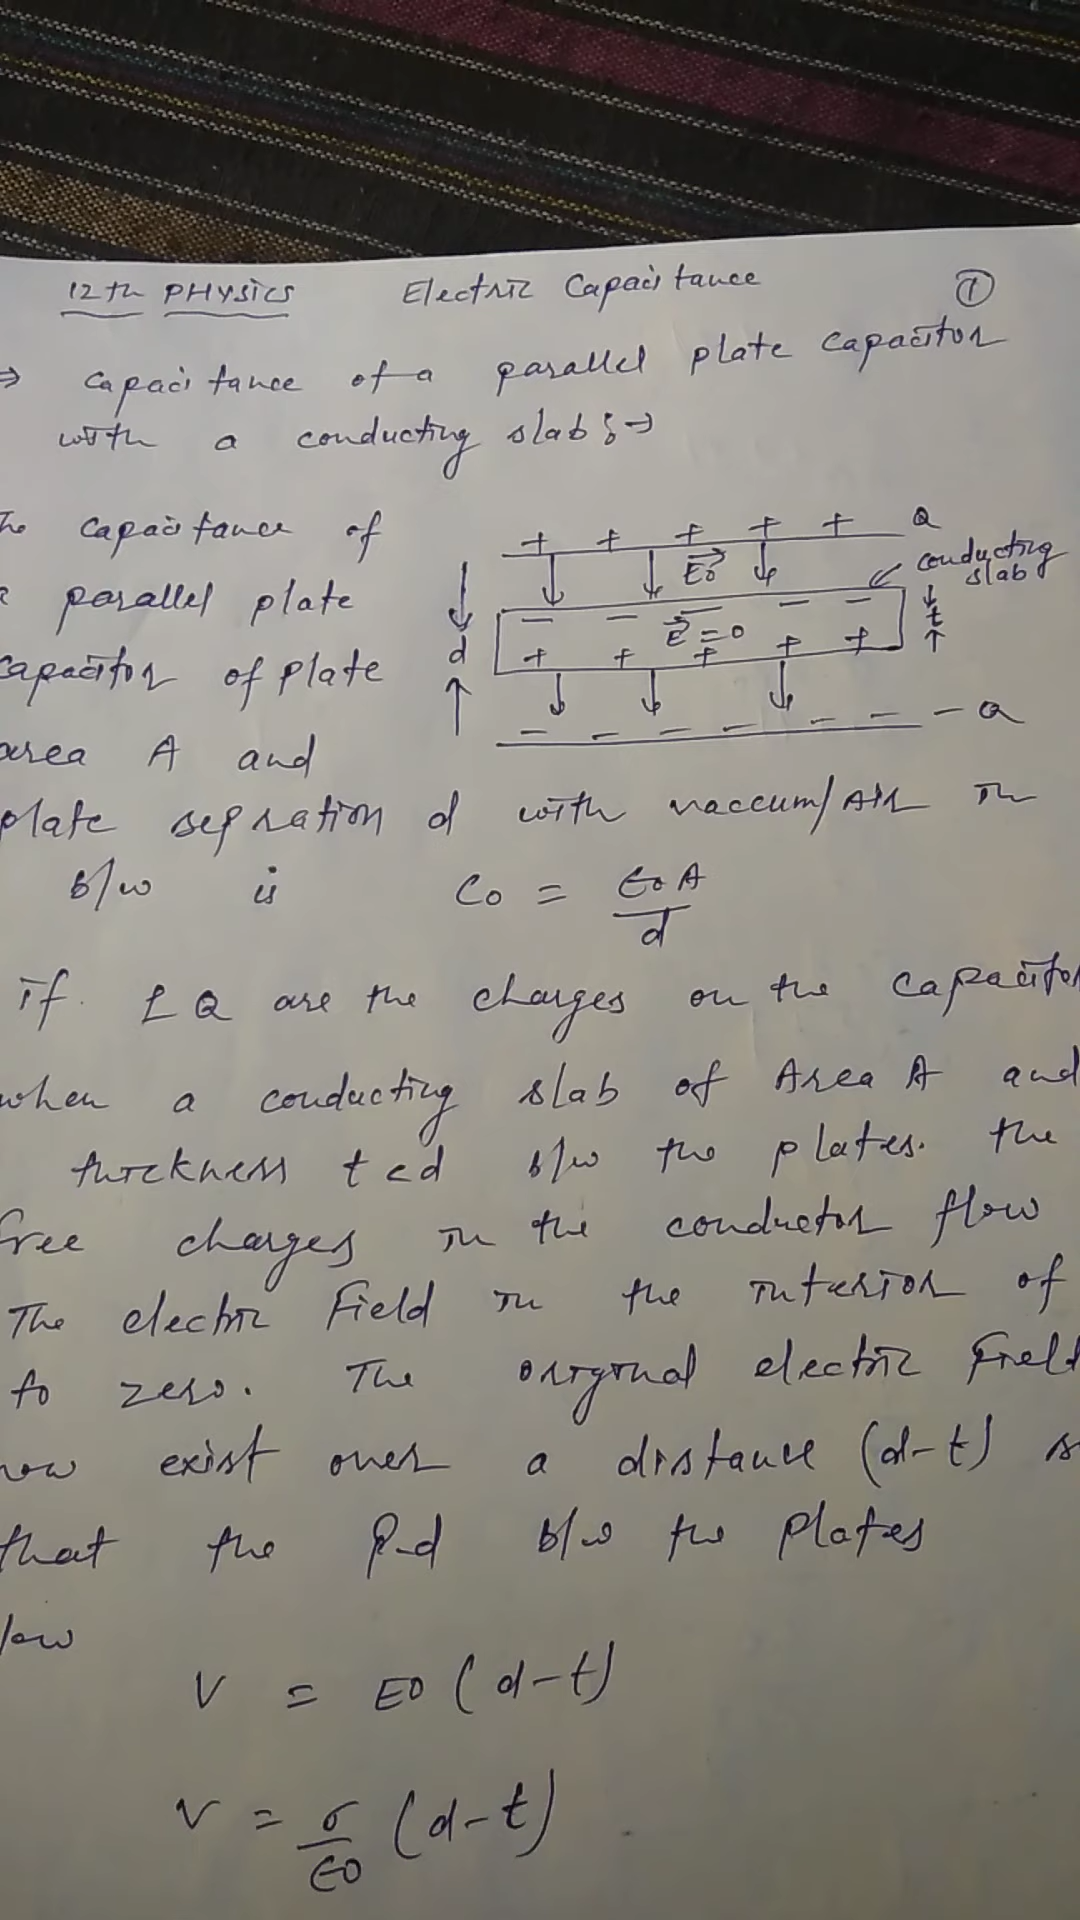 12th PHYSICS Electric Capacitance ①
⇒ Capacitance of a parallel plate capacitor
with a conducting slab :→
The capacitance of
a parallel plate
capacitor of plate
area A and
+ + + + + Q
E₀ conducting slab
d
− − − −
E = 0
t
+ + + + +
− − − − − − Q
plate sepration d with vaccum/Air in
b/w is C₀ = ε₀A/d
if ± Q are the charges on the capacitor
when a conducting slab of Area A and
thickness t<d b/w the plates. the
free charges in the conductor flow
The electric Field in the interior of
to zero. The original electric Field
now exist over a distance (d-t) s
that the P.d b/w the plates
V = E0 (d-t)
V = σ/ε0 (d-t)